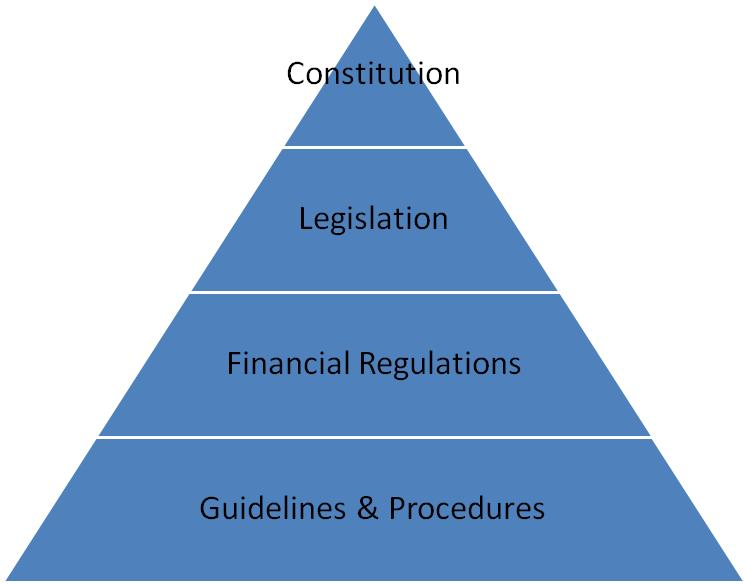 Constitution
Legislation
Financial Regulations
Guidelines & Procedures